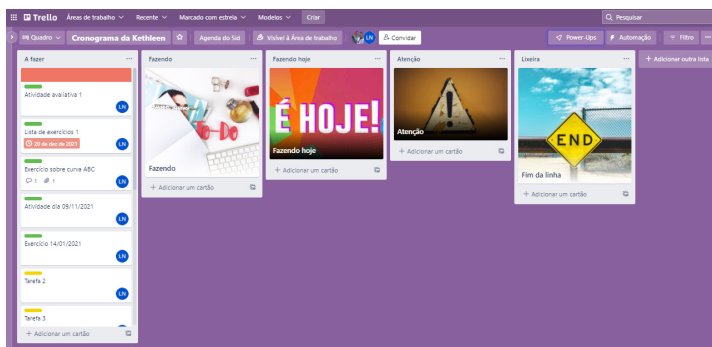 Trello
Áreas de trabalho
Recente
Marcado com estrela
Modelos
Criar
Pesquisar
Quadro
Cronograma da Kethleen
Agenda do Sid
Visível à Área de trabalho
LN
Convidar
Power-Ups
Automação
Filtro
A fazer
Atividade avaliativa 1
LN
Lista de exercícios 1
20 de dez de 2021
LN
Exercício sobre curva ABC
1 1
LN
Atividade dia 09/11/2021
LN
Exercício 14/01/2021
LN
Tarefa 2
LN
Tarefa 3
+ Adicionar um cartão
Fazendo
To-Do
Fazendo
+ Adicionar um cartão
Fazendo hoje
É HOJE!
Fazendo hoje
+ Adicionar um cartão
Atenção
Atenção
+ Adicionar um cartão
Lixeira
END
Fim da linha
+ Adicionar um cartão
+ Adicionar outra lista